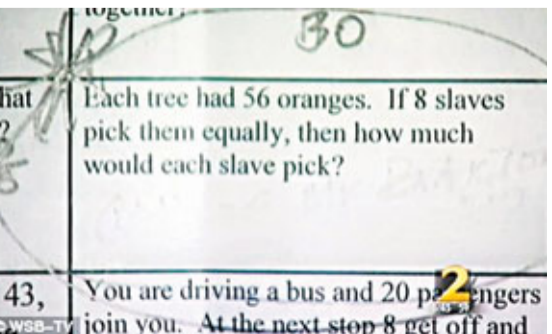 together?
30
hat
Each tree had 56 oranges. If 8 slaves
?
pick them equally, then how much
would each slave pick?
43,
You are driving a bus and 20 passengers
2
WSB-TV
join you. At the next stop 8 get off and